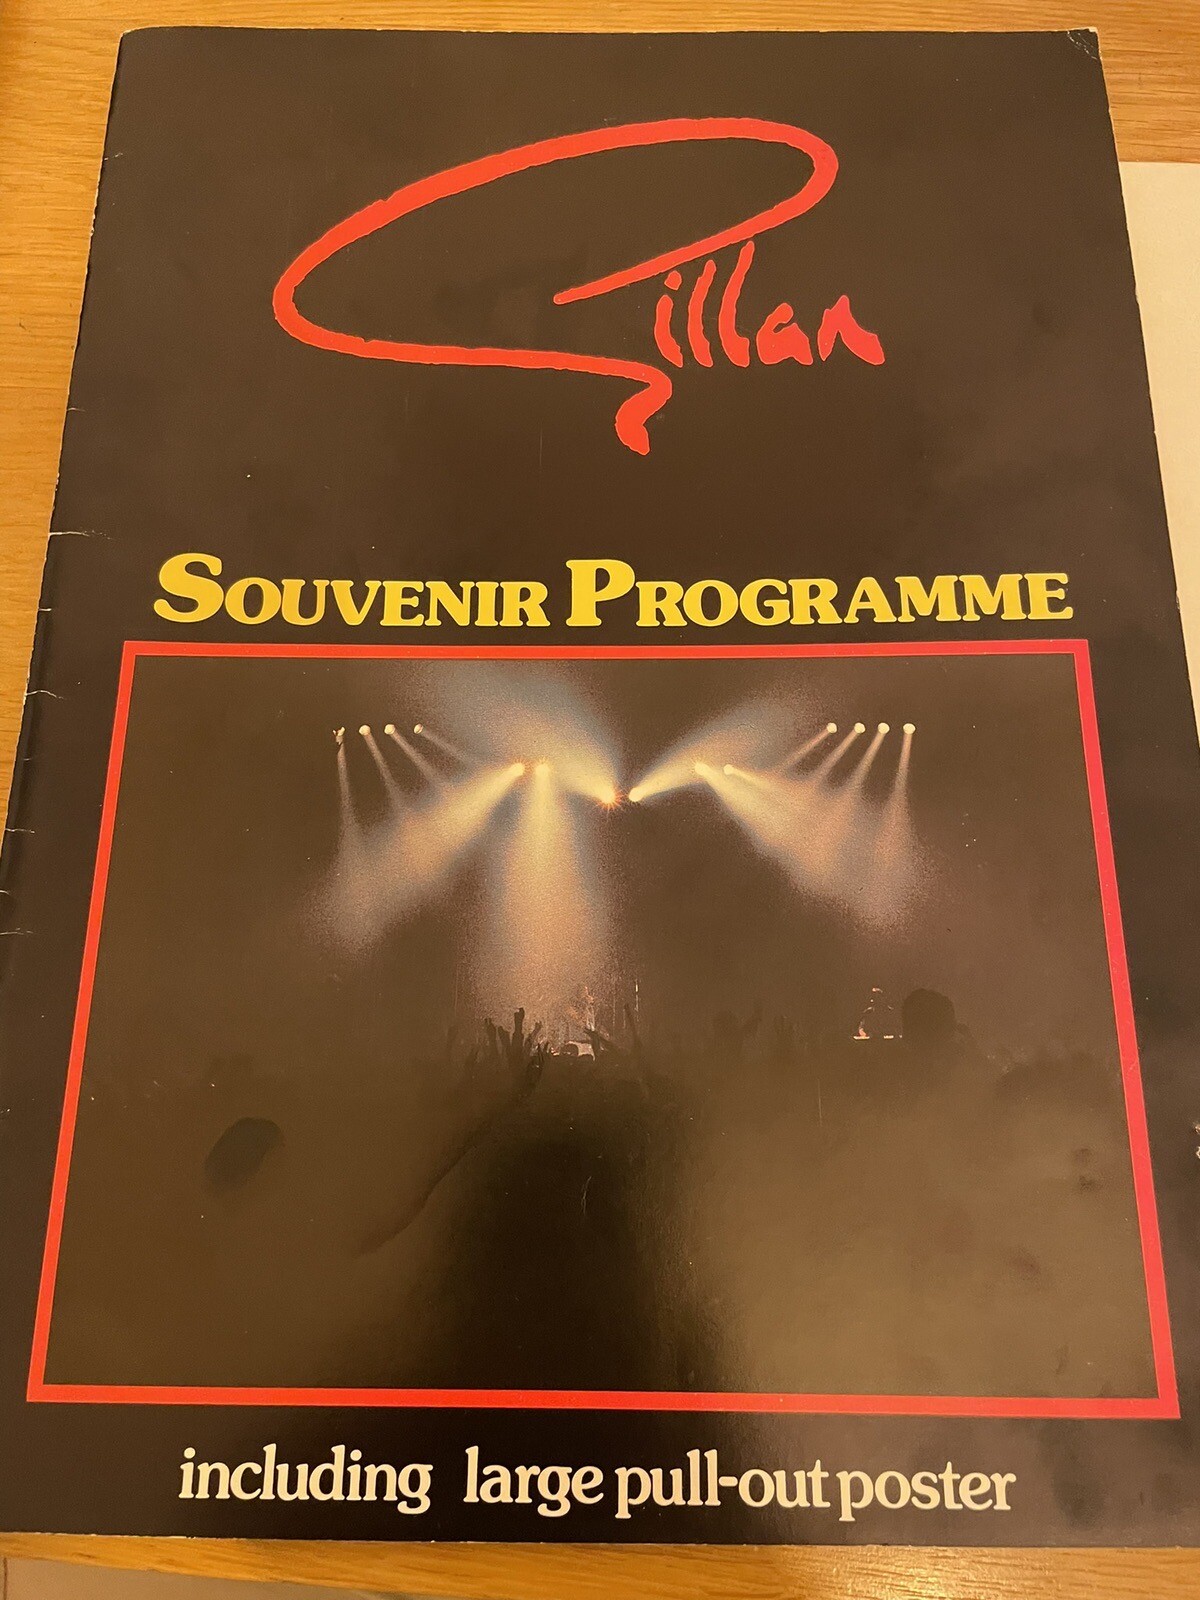 Gillan
SOUVENIR PROGRAMME
including large pull-out poster